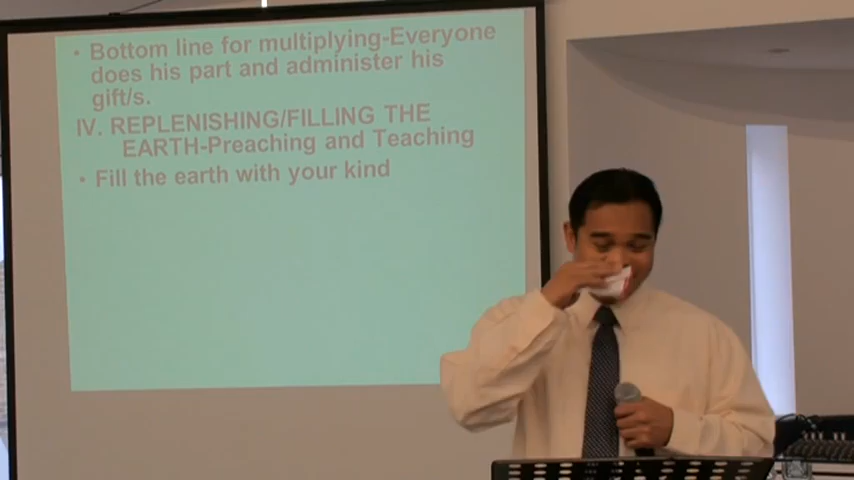 • Bottom line for multiplying-Everyone
does his part and administer his
gift/s.
IV. REPLENISHING/FILLING THE
EARTH-Preaching and Teaching
• Fill the earth with your kind